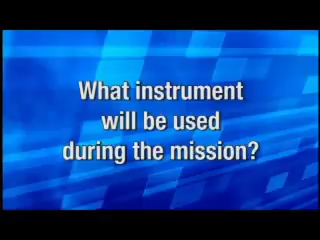 What instrument
will be used
during the mission?